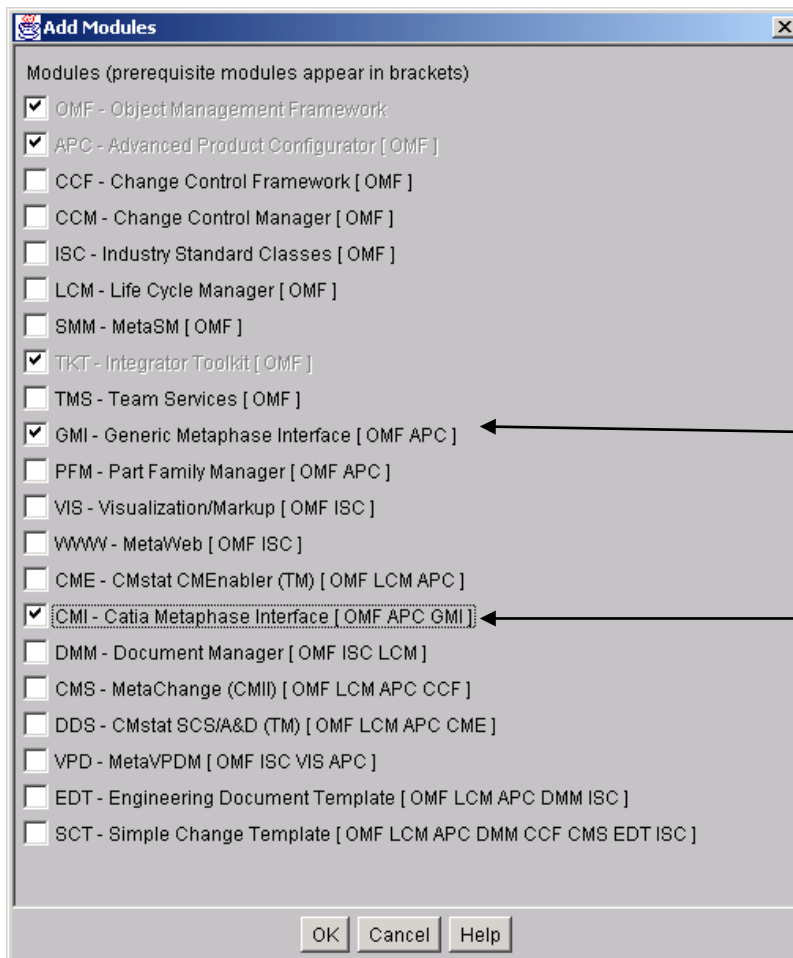 Add Modules
Modules (prerequisite modules appear in brackets)
OMF - Object Management Framework
APC - Advanced Product Configurator [ OMF ]
CCF - Change Control Framework [ OMF ]
CCM - Change Control Manager [ OMF ]
ISC - Industry Standard Classes [ OMF ]
LCM - Life Cycle Manager [ OMF ]
SMM - MetaSM [ OMF ]
TKT - Integrator Toolkit [ OMF ]
TMS - Team Services [ OMF ]
GMI - Generic Metaphase Interface [ OMF APC ]
PFM - Part Family Manager [ OMF APC ]
VIS - Visualization/Markup [ OMF ISC ]
WWW - MetaWeb [ OMF ISC ]
CME - CMstat CMEnabler (TM) [ OMF LCM APC ]
CMI - Catia Metaphase Interface [ OMF APC GMI ]
DMM - Document Manager [ OMF ISC LCM ]
CMS - MetaChange (CMII) [ OMF LCM APC CCF ]
DDS - CMstat SCS/A&D (TM) [ OMF LCM APC CME ]
VPD - MetaVPDM [ OMF ISC VIS APC ]
EDT - Engineering Document Template [ OMF LCM APC DMM ISC ]
SCT - Simple Change Template [ OMF LCM APC DMM CCF CMS EDT ISC ]
OK Cancel Help